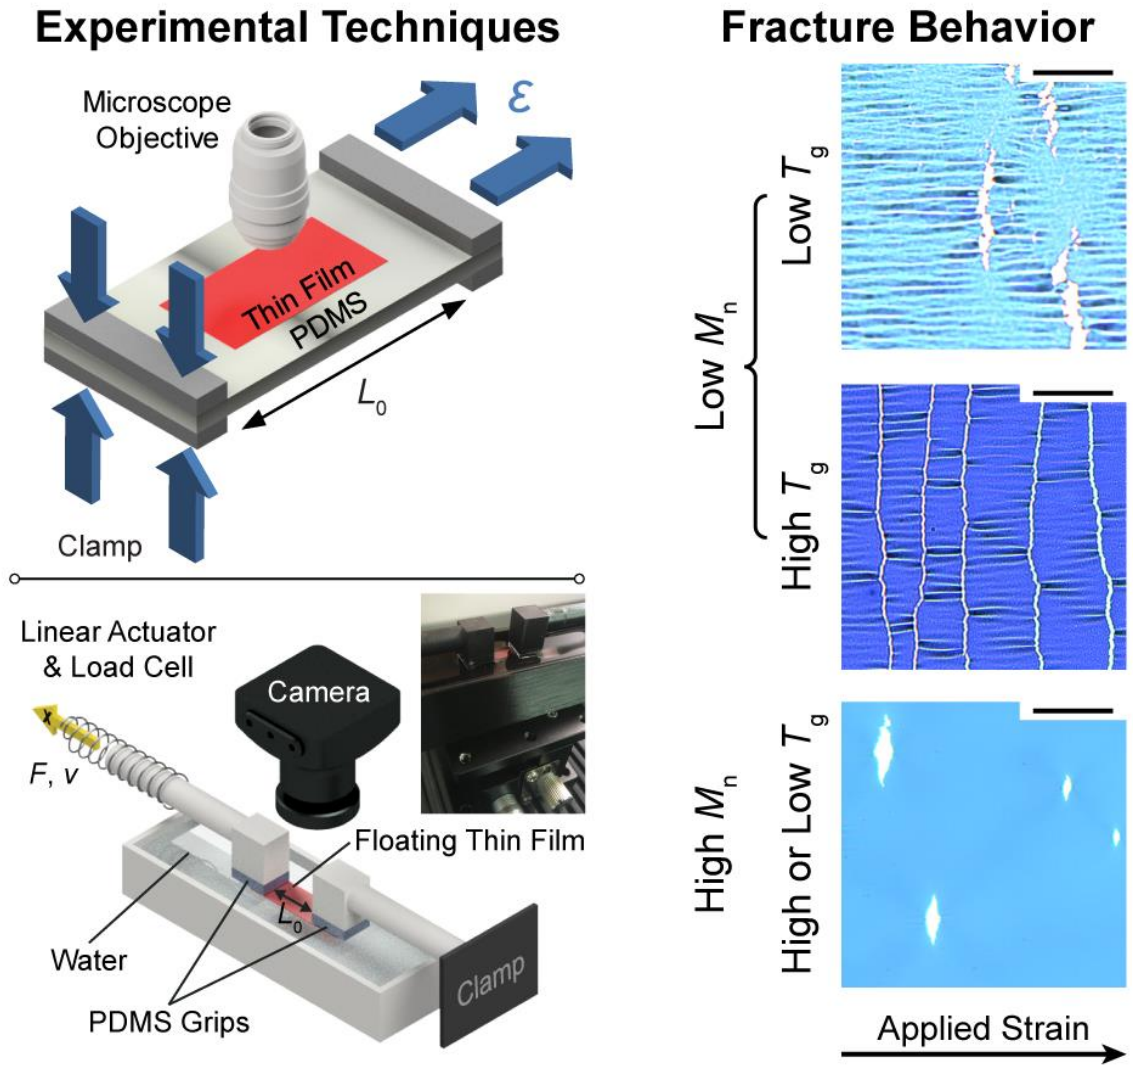 Experimental Techniques
Microscope
Objective
ε
Thin Film
PDMS
L0
Clamp
Linear Actuator
& Load Cell
Camera
x
F, v
Floating Thin Film
L0
Water
PDMS Grips
Clamp
Fracture Behavior
Low Mn
Low Tg
High Tg
High Mn
High or Low Tg
Applied Strain